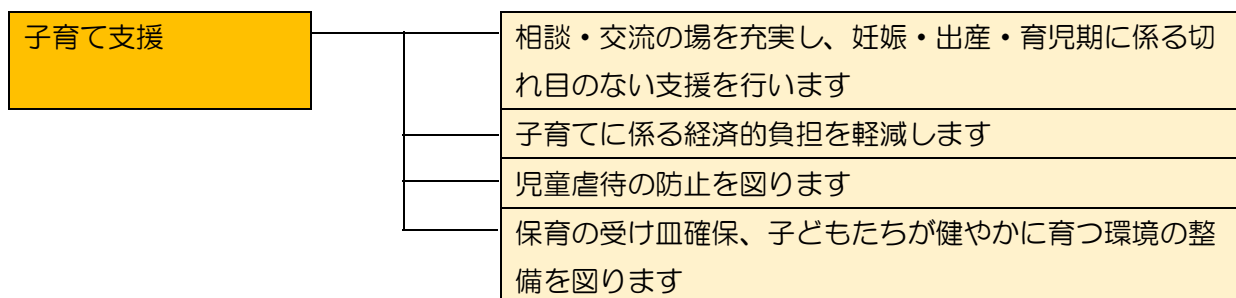 子育て支援
相談・交流の場を充実し、妊娠・出産・育児期に係る切
れ目のない支援を行います
子育てに係る経済的負担を軽減します
児童虐待の防止を図ります
保育の受け皿確保、子どもたちが健やかに育つ環境の整
備を図ります